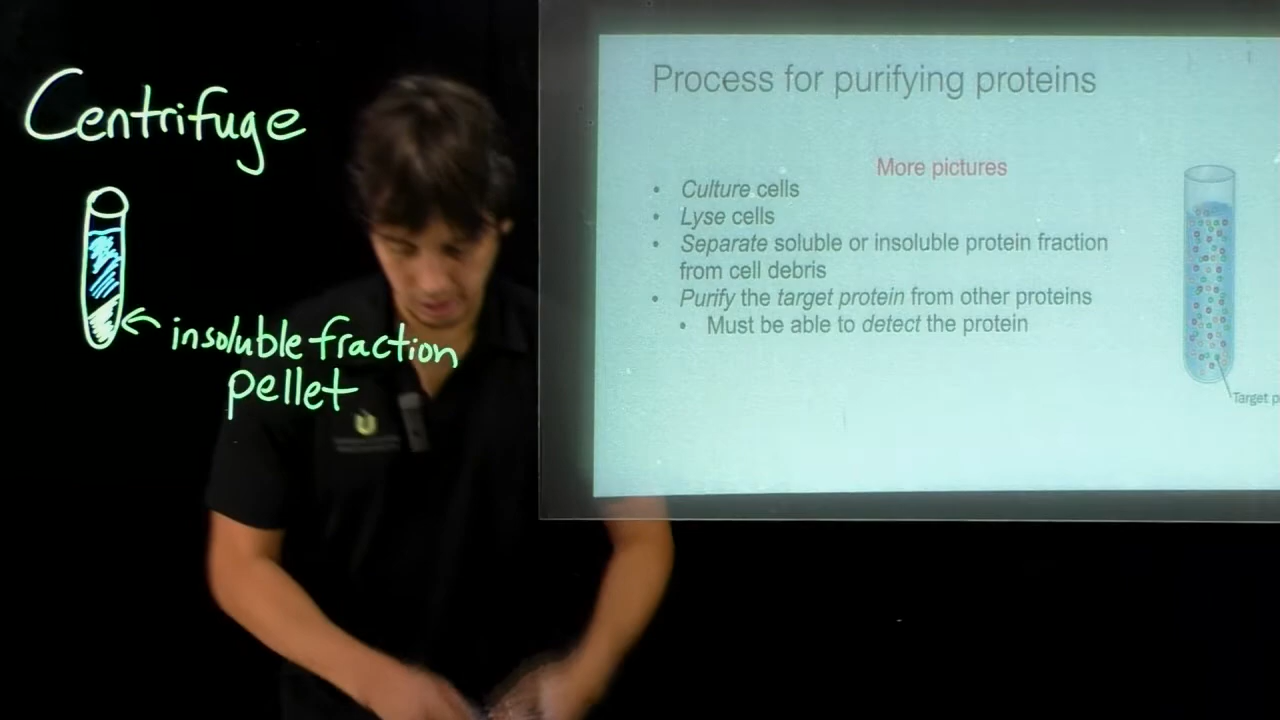 Centrifuge
insoluble fraction
pellet
Process for purifying proteins
More pictures
• Culture cells
• Lyse cells
• Separate soluble or insoluble protein fraction
from cell debris
• Purify the target protein from other proteins
• Must be able to detect the protein
Target p